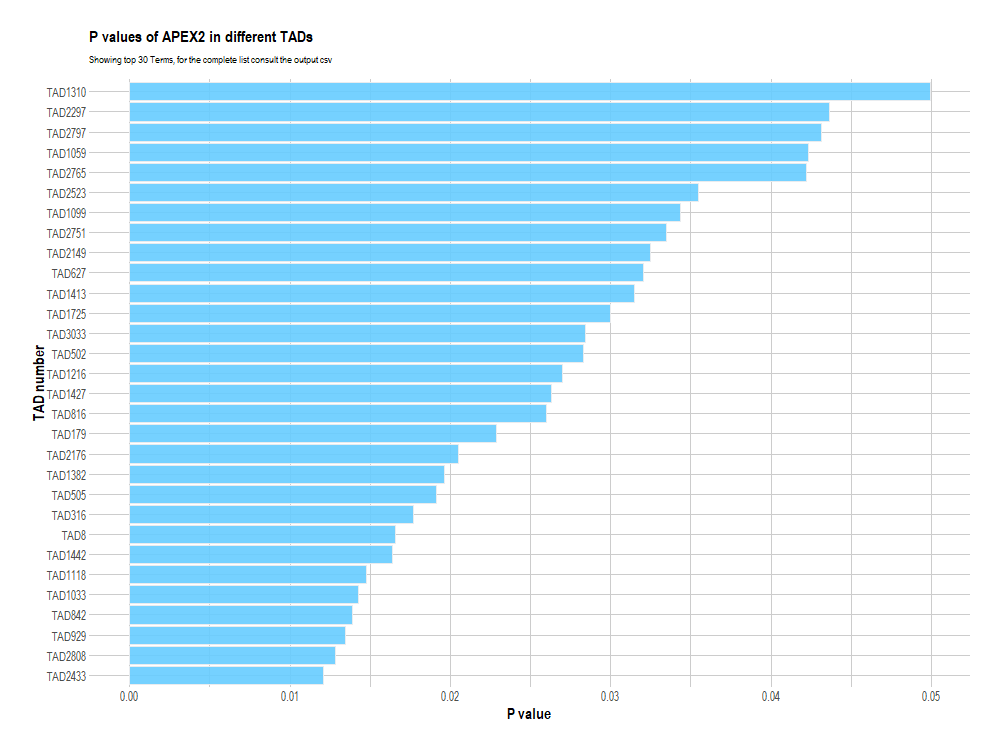 P values of APEX2 in different TADs
Showing top 30 Terms, for the complete list consult the output csv
TAD number
TAD1310
TAD2297
TAD2797
TAD1059
TAD2765
TAD2523
TAD1099
TAD2751
TAD2149
TAD627
TAD1413
TAD1725
TAD3033
TAD502
TAD1216
TAD1427
TAD816
TAD179
TAD2176
TAD1382
TAD505
TAD316
TAD8
TAD1442
TAD1118
TAD1033
TAD842
TAD929
TAD2808
TAD2433
0.00 0.01 0.02 0.03 0.04 0.05
P value